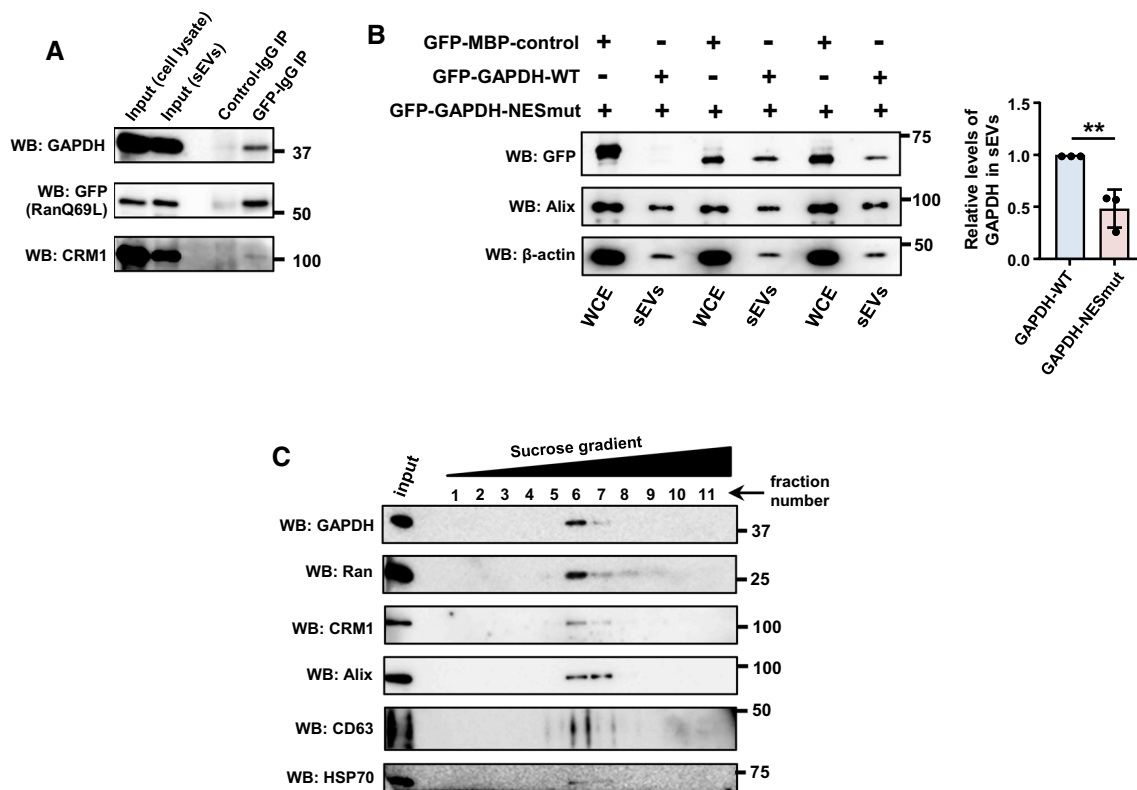 A
Input (cell lysate)
Input (sEVs)
Control-IgG IP
GFP-IgG IP
WB: GAPDH
37
WB: GFP
(RanQ69L)
50
WB: CRM1
100
B
GFP-MBP-control + - + - + -
GFP-GAPDH-WT - + - + - +
GFP-GAPDH-NESmut + + + + + +
WB: GFP
75
WB: Alix
100
WB: β-actin
50
WCE sEVs WCE sEVs WCE sEVs
Relative levels of
GAPDH in sEVs
1.5
1.0
0.5
0.0
**
GAPDH-WT
GAPDH-NESmut
C
Sucrose gradient
input
1 2 3 4 5 6 7 8 9 10 11
fraction
number
WB: GAPDH
37
WB: Ran
25
WB: CRM1
100
WB: Alix
100
WB: CD63
50
WB: HSP70
75